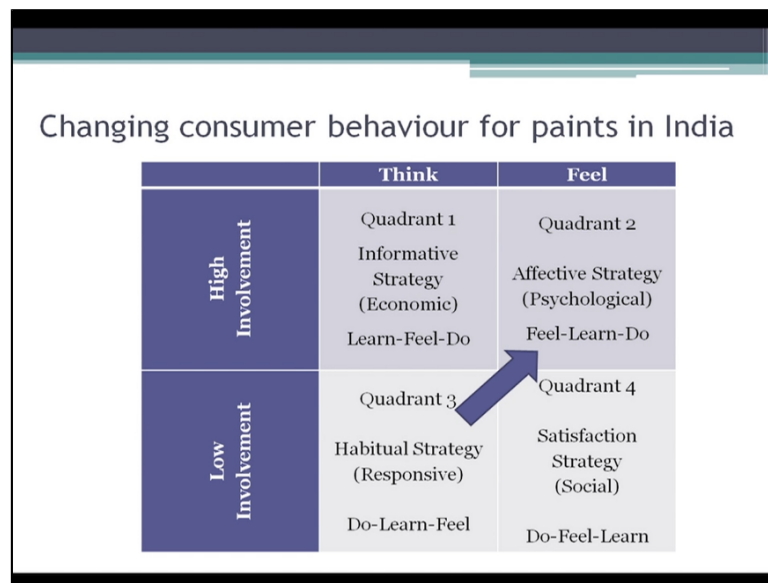 Changing consumer behaviour for paints in India
Think
Feel
High
Involvement
Quadrant 1
Informative
Strategy
(Economic)
Learn-Feel-Do
Quadrant 2
Affective Strategy
(Psychological)
Feel-Learn-Do
Low
Involvement
Quadrant 3
Habitual Strategy
(Responsive)
Do-Learn-Feel
Quadrant 4
Satisfaction
Strategy
(Social)
Do-Feel-Learn